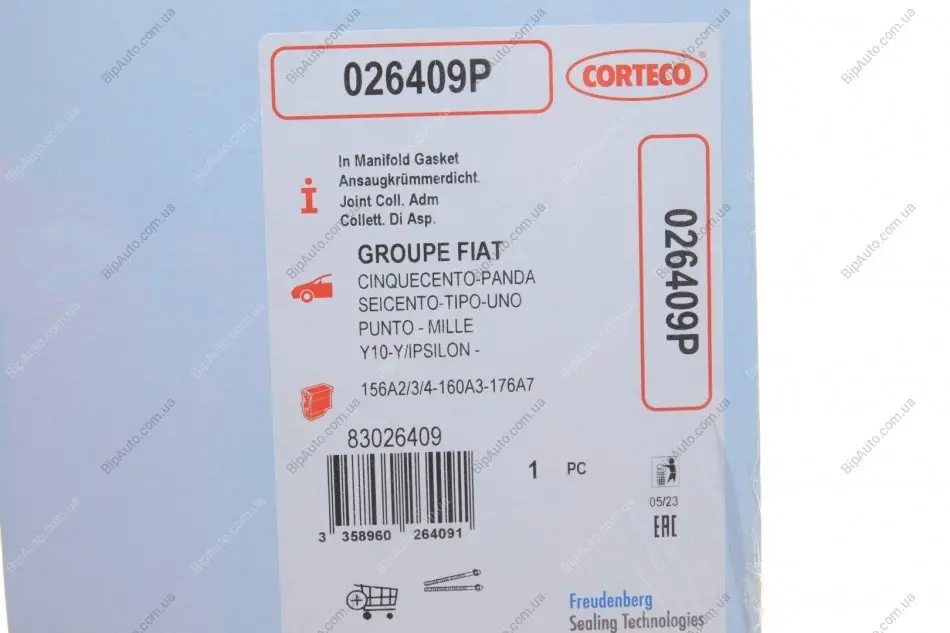 026409P
CORTECO®
In Manifold Gasket
Ansaugkrümmerdicht.
Joint Coll. Adm
Collett. Di Asp.
GROUPE FIAT
CINQUECENTO-PANDA
SEICENTO-TIPO-UNO
PUNTO - MILLE
Y10-Y/IPSILON -
156A2/3/4-160A3-176A7
83026409
3 358960 264091
1 PC
05/23
EAC
Freudenberg
Sealing Technologies
026409P
BipAuto.com.ua